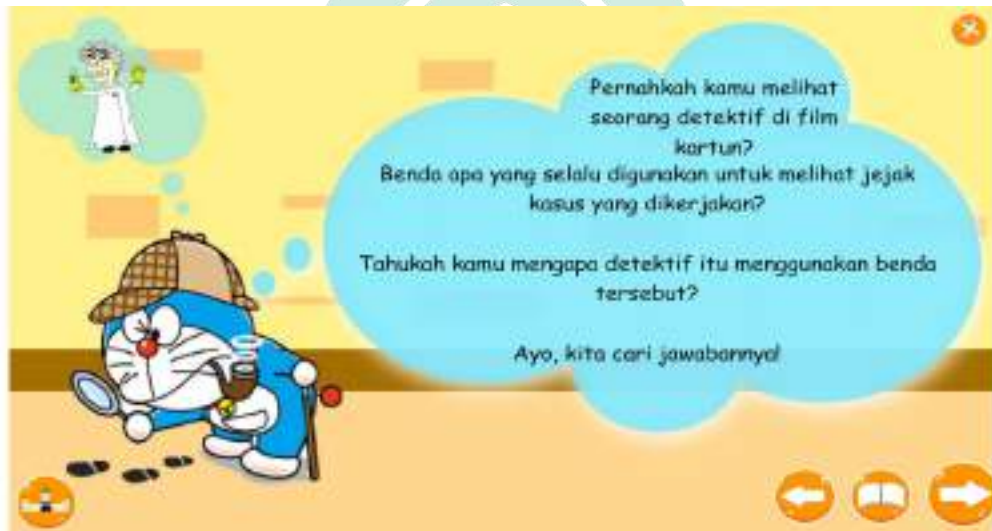 Pernahkah kamu melihat
seorang detektif di film
kartun?
Benda apa yang selalu digunakan untuk melihat jejak
kasus yang dikerjakan?
Tahukah kamu mengapa detektif itu menggunakan benda
tersebut?
Ayo, kita cari jawabannya!